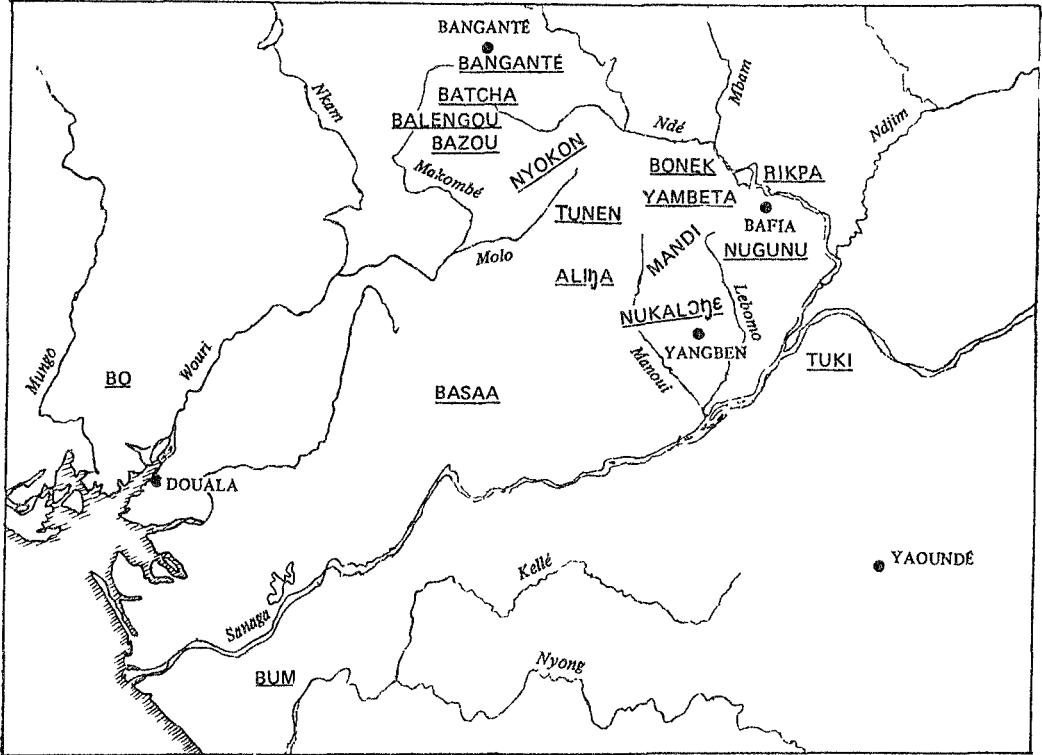 BANGANTÉ
BANGANTÉ
Nkam
BATCHA
Mbam
BALENGOU
Ndé
Ndjim
BAZOU
NYOKON
BONEK
RIKPA
Makombé
YAMBETA
TUNEN
BAFIA
MANDI
NUGUNU
Molo
ALIŊA
Lebomo
NUKALƆŊƐ
YANGBEN
Manoui
Mungo
Wouri
TUKI
BO
BASAA
DOUALA
YAOUNDÉ
Kellé
Sanaga
Nyong
BUM